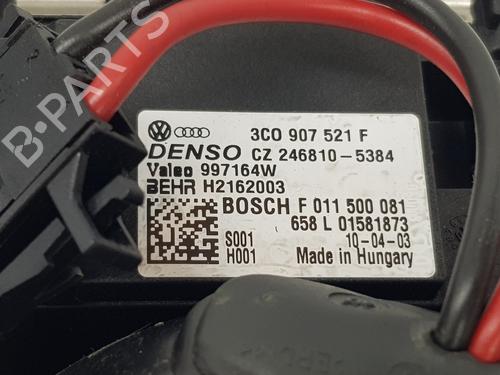 3C0 907 521 F
DENSO CZ 246810-5384
Valeo 997164W
BEHR H2162003
BOSCH F 011 500 081
658 L 01581873
S001 10-04-03
H001 Made in Hungary